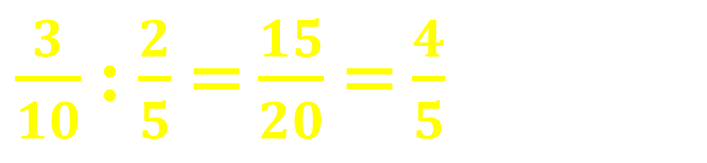 3/10 : 2/5 = 15/20 = 4/5